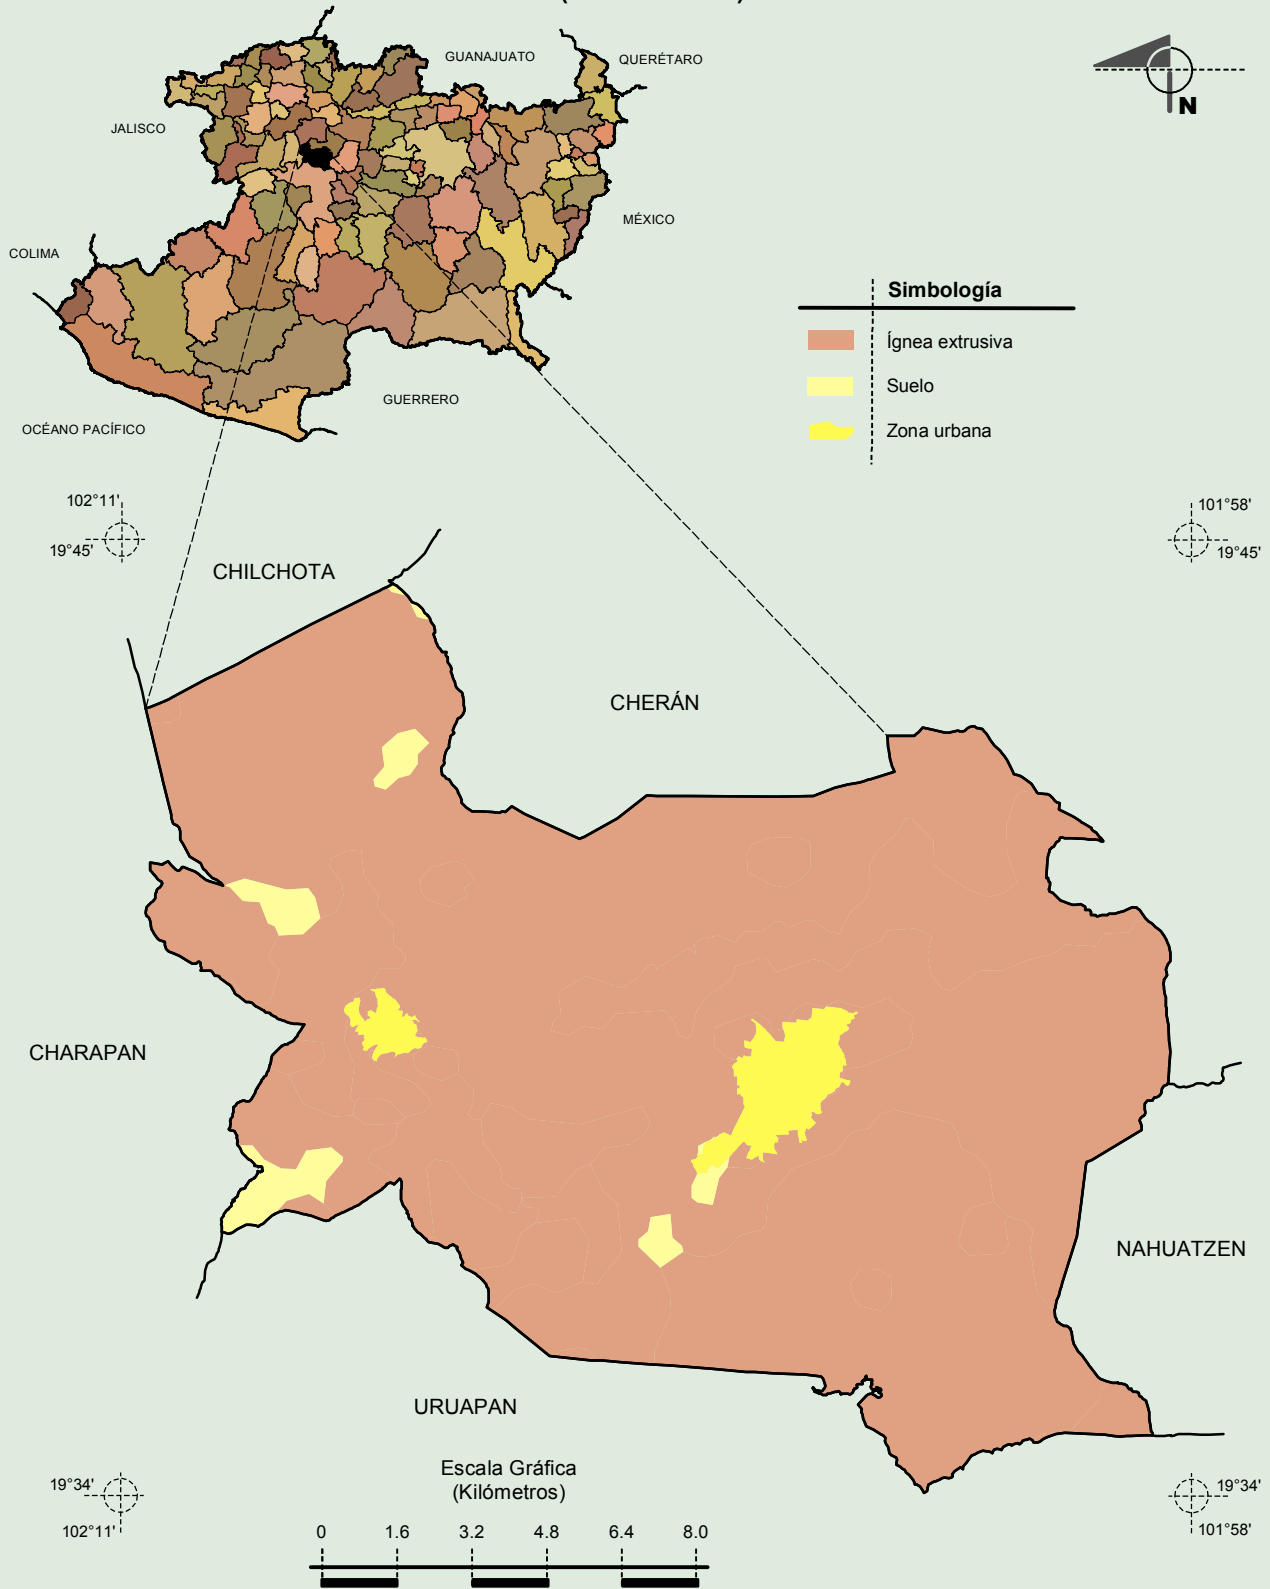 GUANAJUATO
QUERÉTARO
N
JALISCO
MÉXICO
COLIMA
Simbología
Ígnea extrusiva
Suelo
Zona urbana
GUERRERO
OCÉANO PACÍFICO
102°11'
19°45'
101°58'
19°45'
CHILCHOTA
CHERÁN
CHARAPAN
NAHUATZEN
URUAPAN
Escala Gráfica
(Kilómetros)
19°34'
102°11'
19°34'
101°58'
0 1.6 3.2 4.8 6.4 8.0